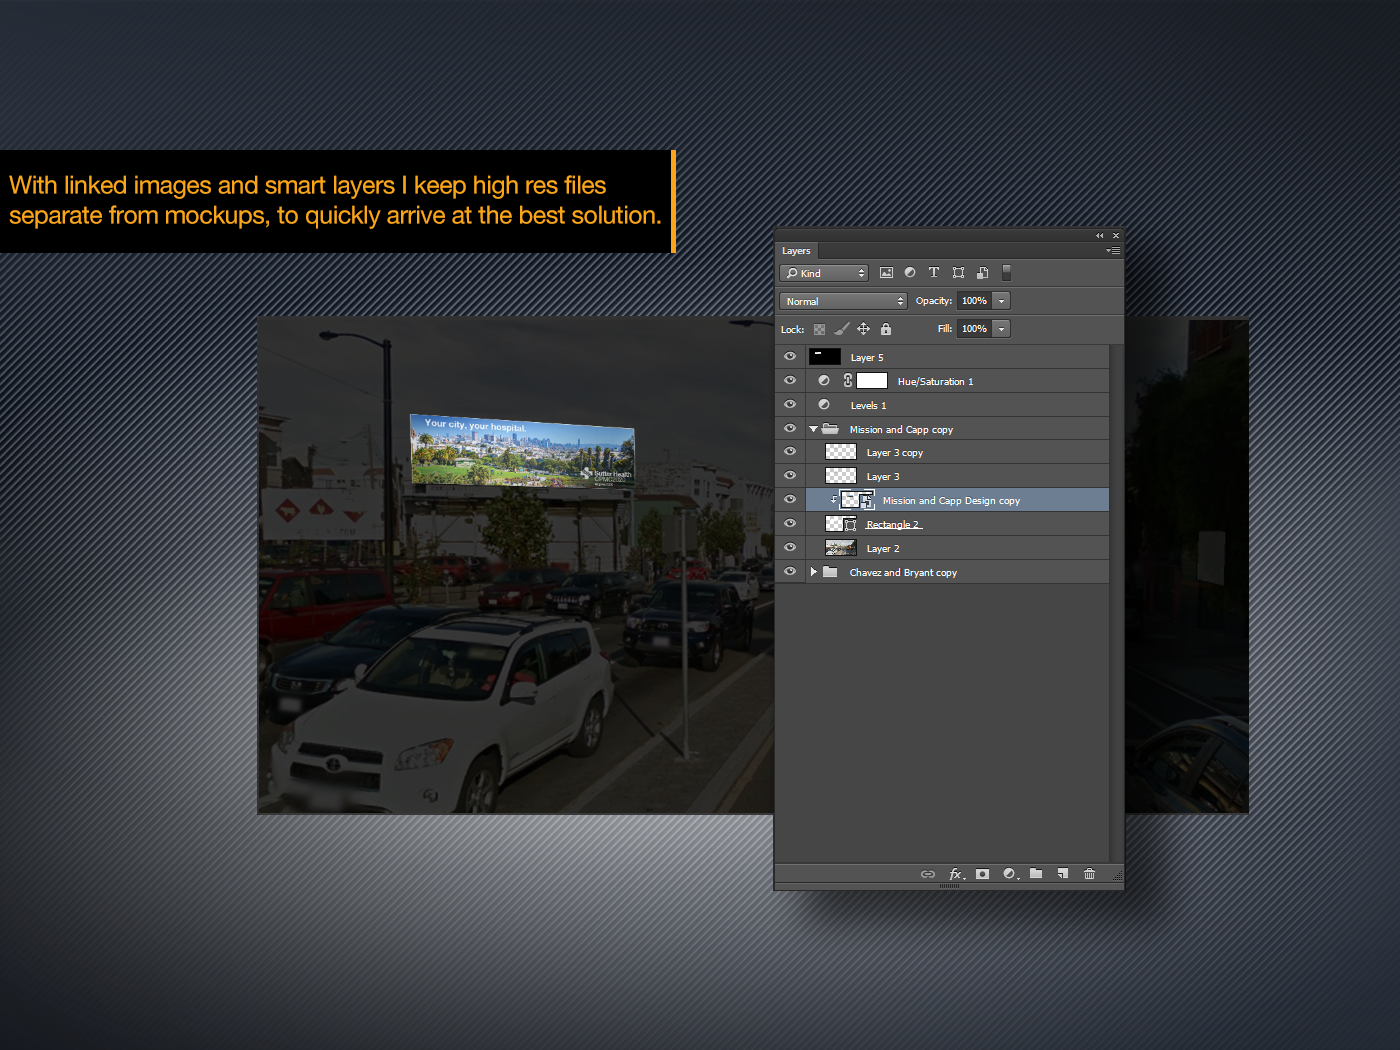 With linked images and smart layers I keep high res files
separate from mockups, to quickly arrive at the best solution.
Layers
Kind
T
Normal Opacity: 100%
Lock: Fill: 100%
Layer 5
Hue/Saturation 1
Levels 1
Mission and Capp copy
Layer 3 copy
Layer 3
Mission and Capp Design copy
Rectangle 2
Layer 2
Chavez and Bryant copy
fx
Your city, your hospital.
Sutter Health
CPMC2020